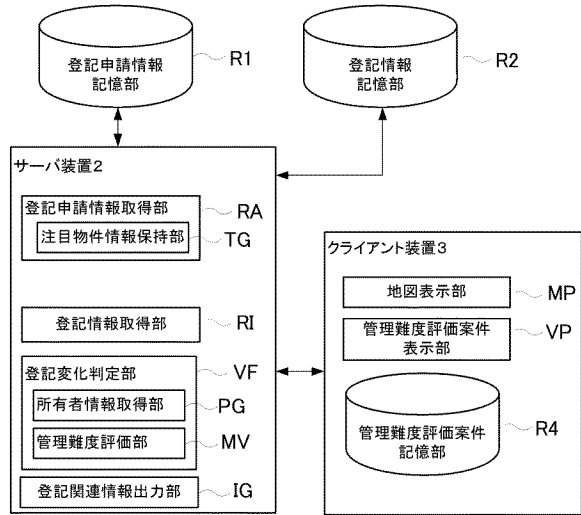 登記申請情報
記憶部
R1
登記情報
記憶部
R2
サーバ装置2
登記申請情報取得部
RA
注目物件情報保持部
TG
登記情報取得部
RI
登記変化判定部
VF
所有者情報取得部
PG
管理難度評価部
MV
登記関連情報出力部
IG
クライアント装置3
地図表示部
MP
管理難度評価案件
表示部
VP
管理難度評価案件
記憶部
R4